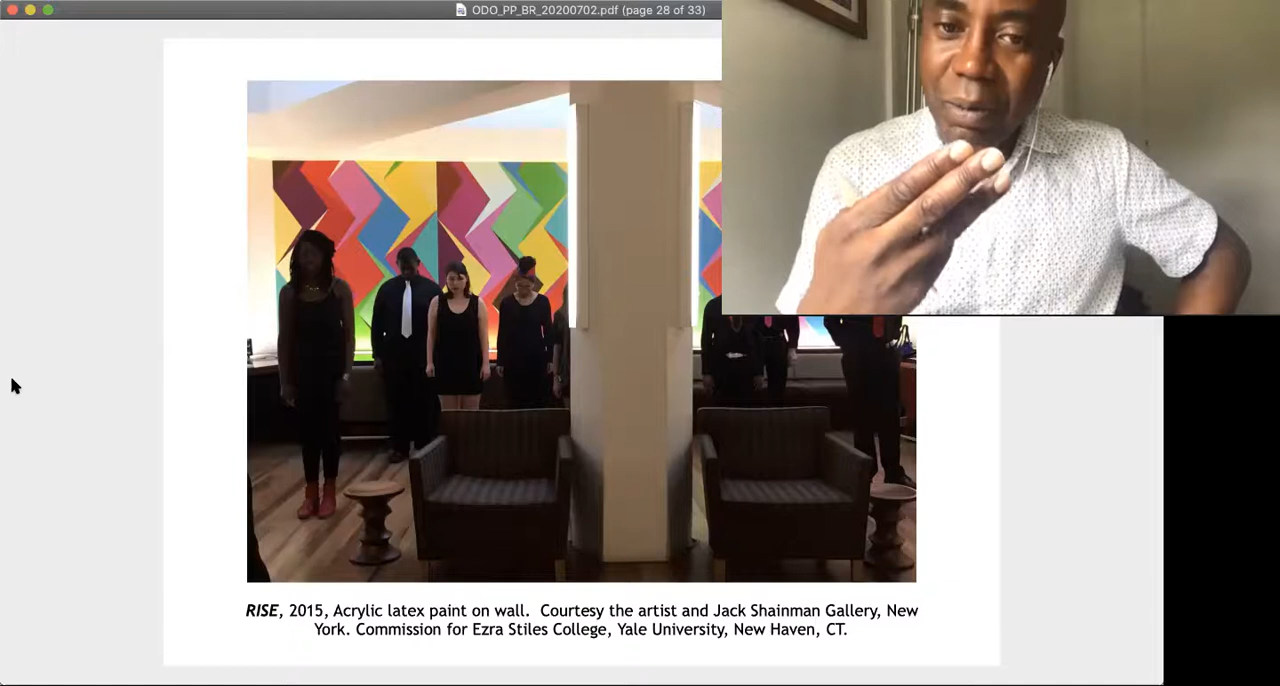 ODO_PP_BR_20200702.pdf (page 28 of 33)
RISE, 2015, Acrylic latex paint on wall.  Courtesy the artist and Jack Shainman Gallery, New
York. Commission for Ezra Stiles College, Yale University, New Haven, CT.